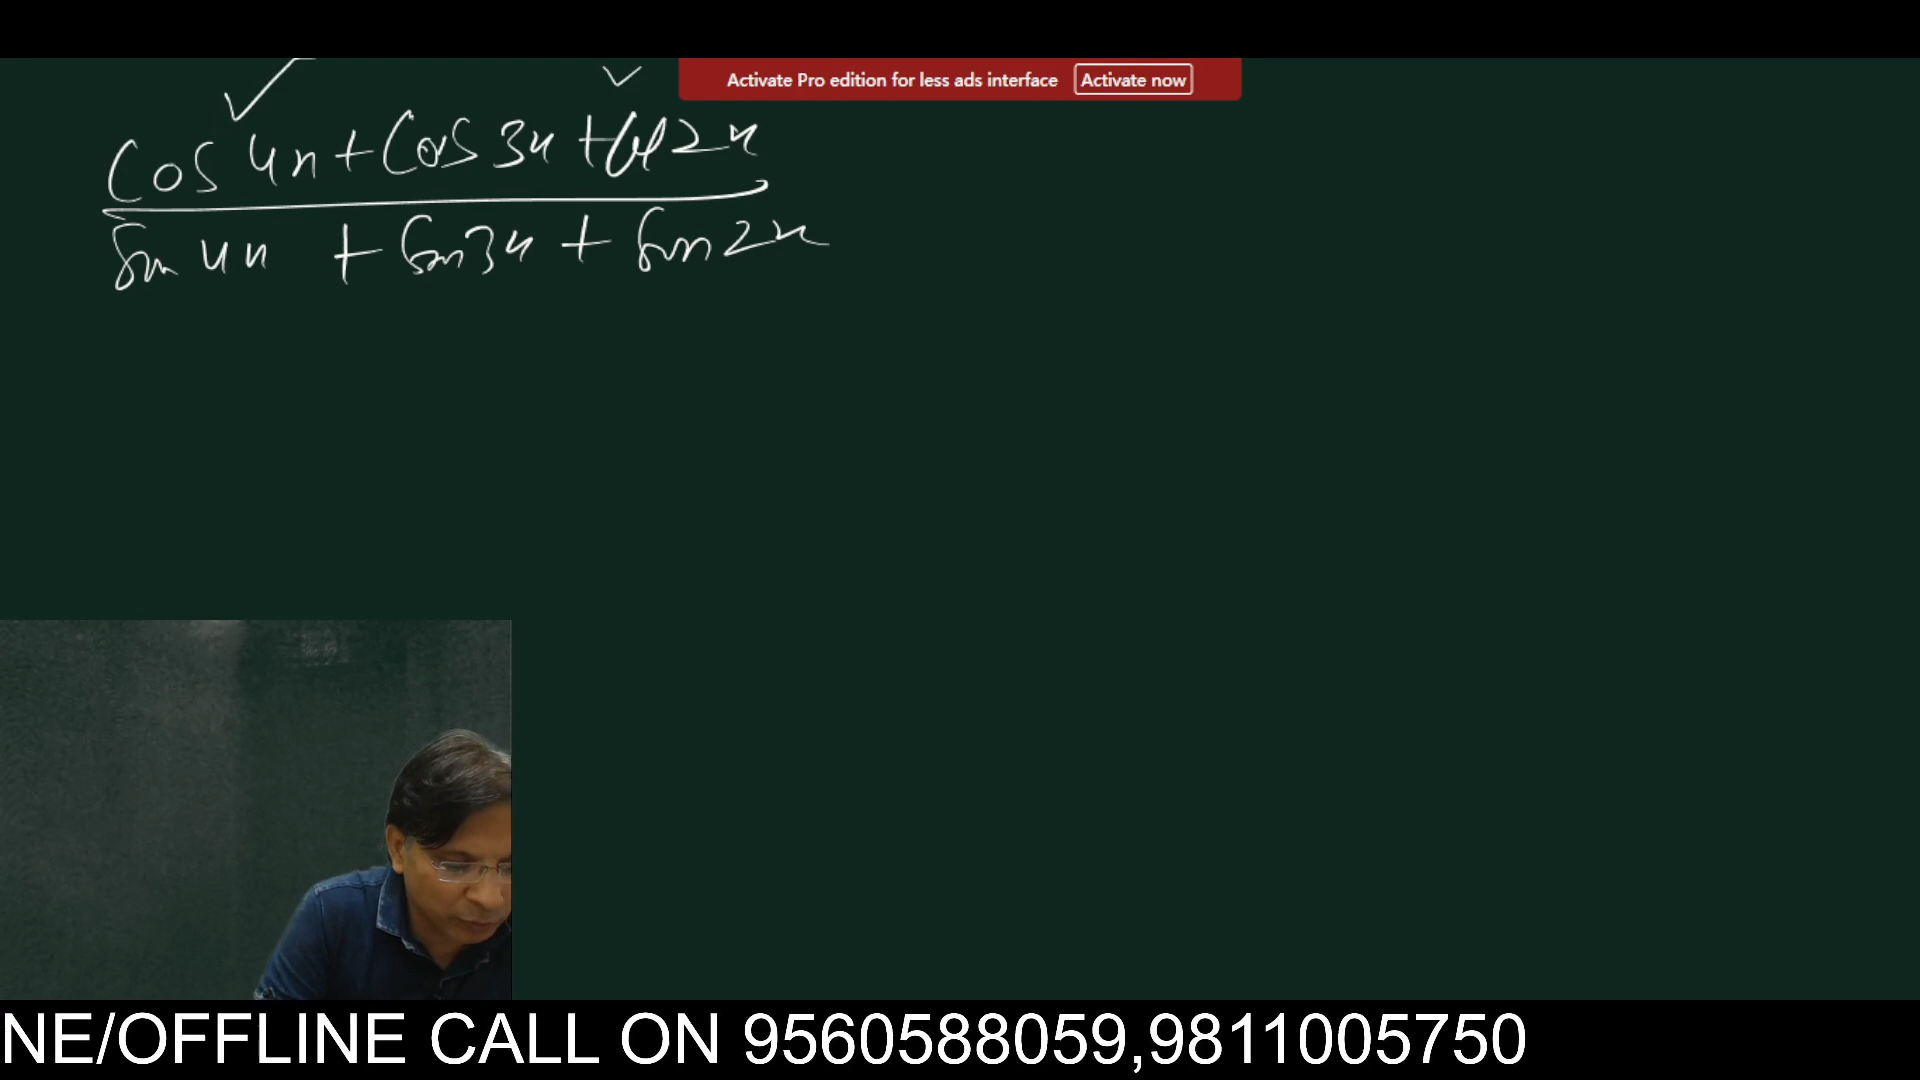 Activate Pro edition for less ads interface Activate now
Cos 4x + Cos 3x + Cos 2x
Sin 4x + Sin 3x + Sin 2x
NE/OFFLINE CALL ON 9560588059,9811005750